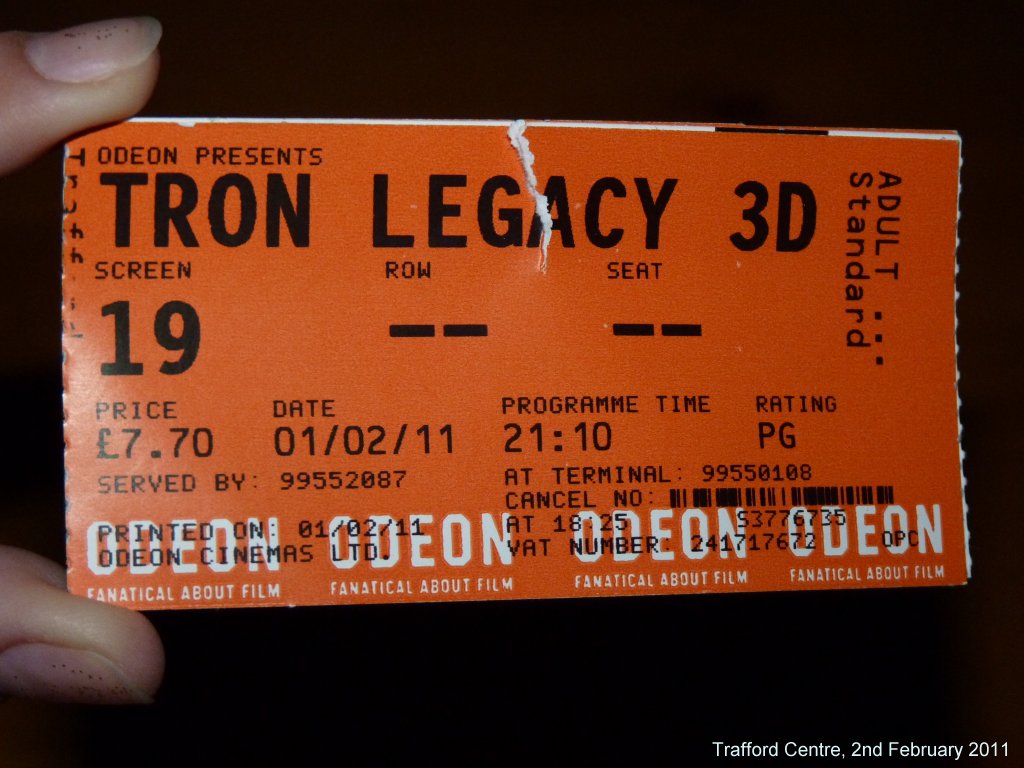 ODEON PRESENTS
TRON LEGACY 3D
ADULT
Standard
SCREEN ROW SEAT
19 -- --
PRICE DATE PROGRAMME TIME RATING
£7.70 01/02/11 21:10 PG
SERVED BY: 99552087 AT TERMINAL: 99550108
CANCEL NO:
PRINTED ON: 01/02/11 AT 18:25 53776735
ODEON CINEMAS LTD. VAT NUMBER: 241717672 OPC
ODEON ODEON ODEON ODEON
FANATICAL ABOUT FILM FANATICAL ABOUT FILM FANATICAL ABOUT FILM FANATICAL ABOUT FILM
Trafford Centre, 2nd February 2011